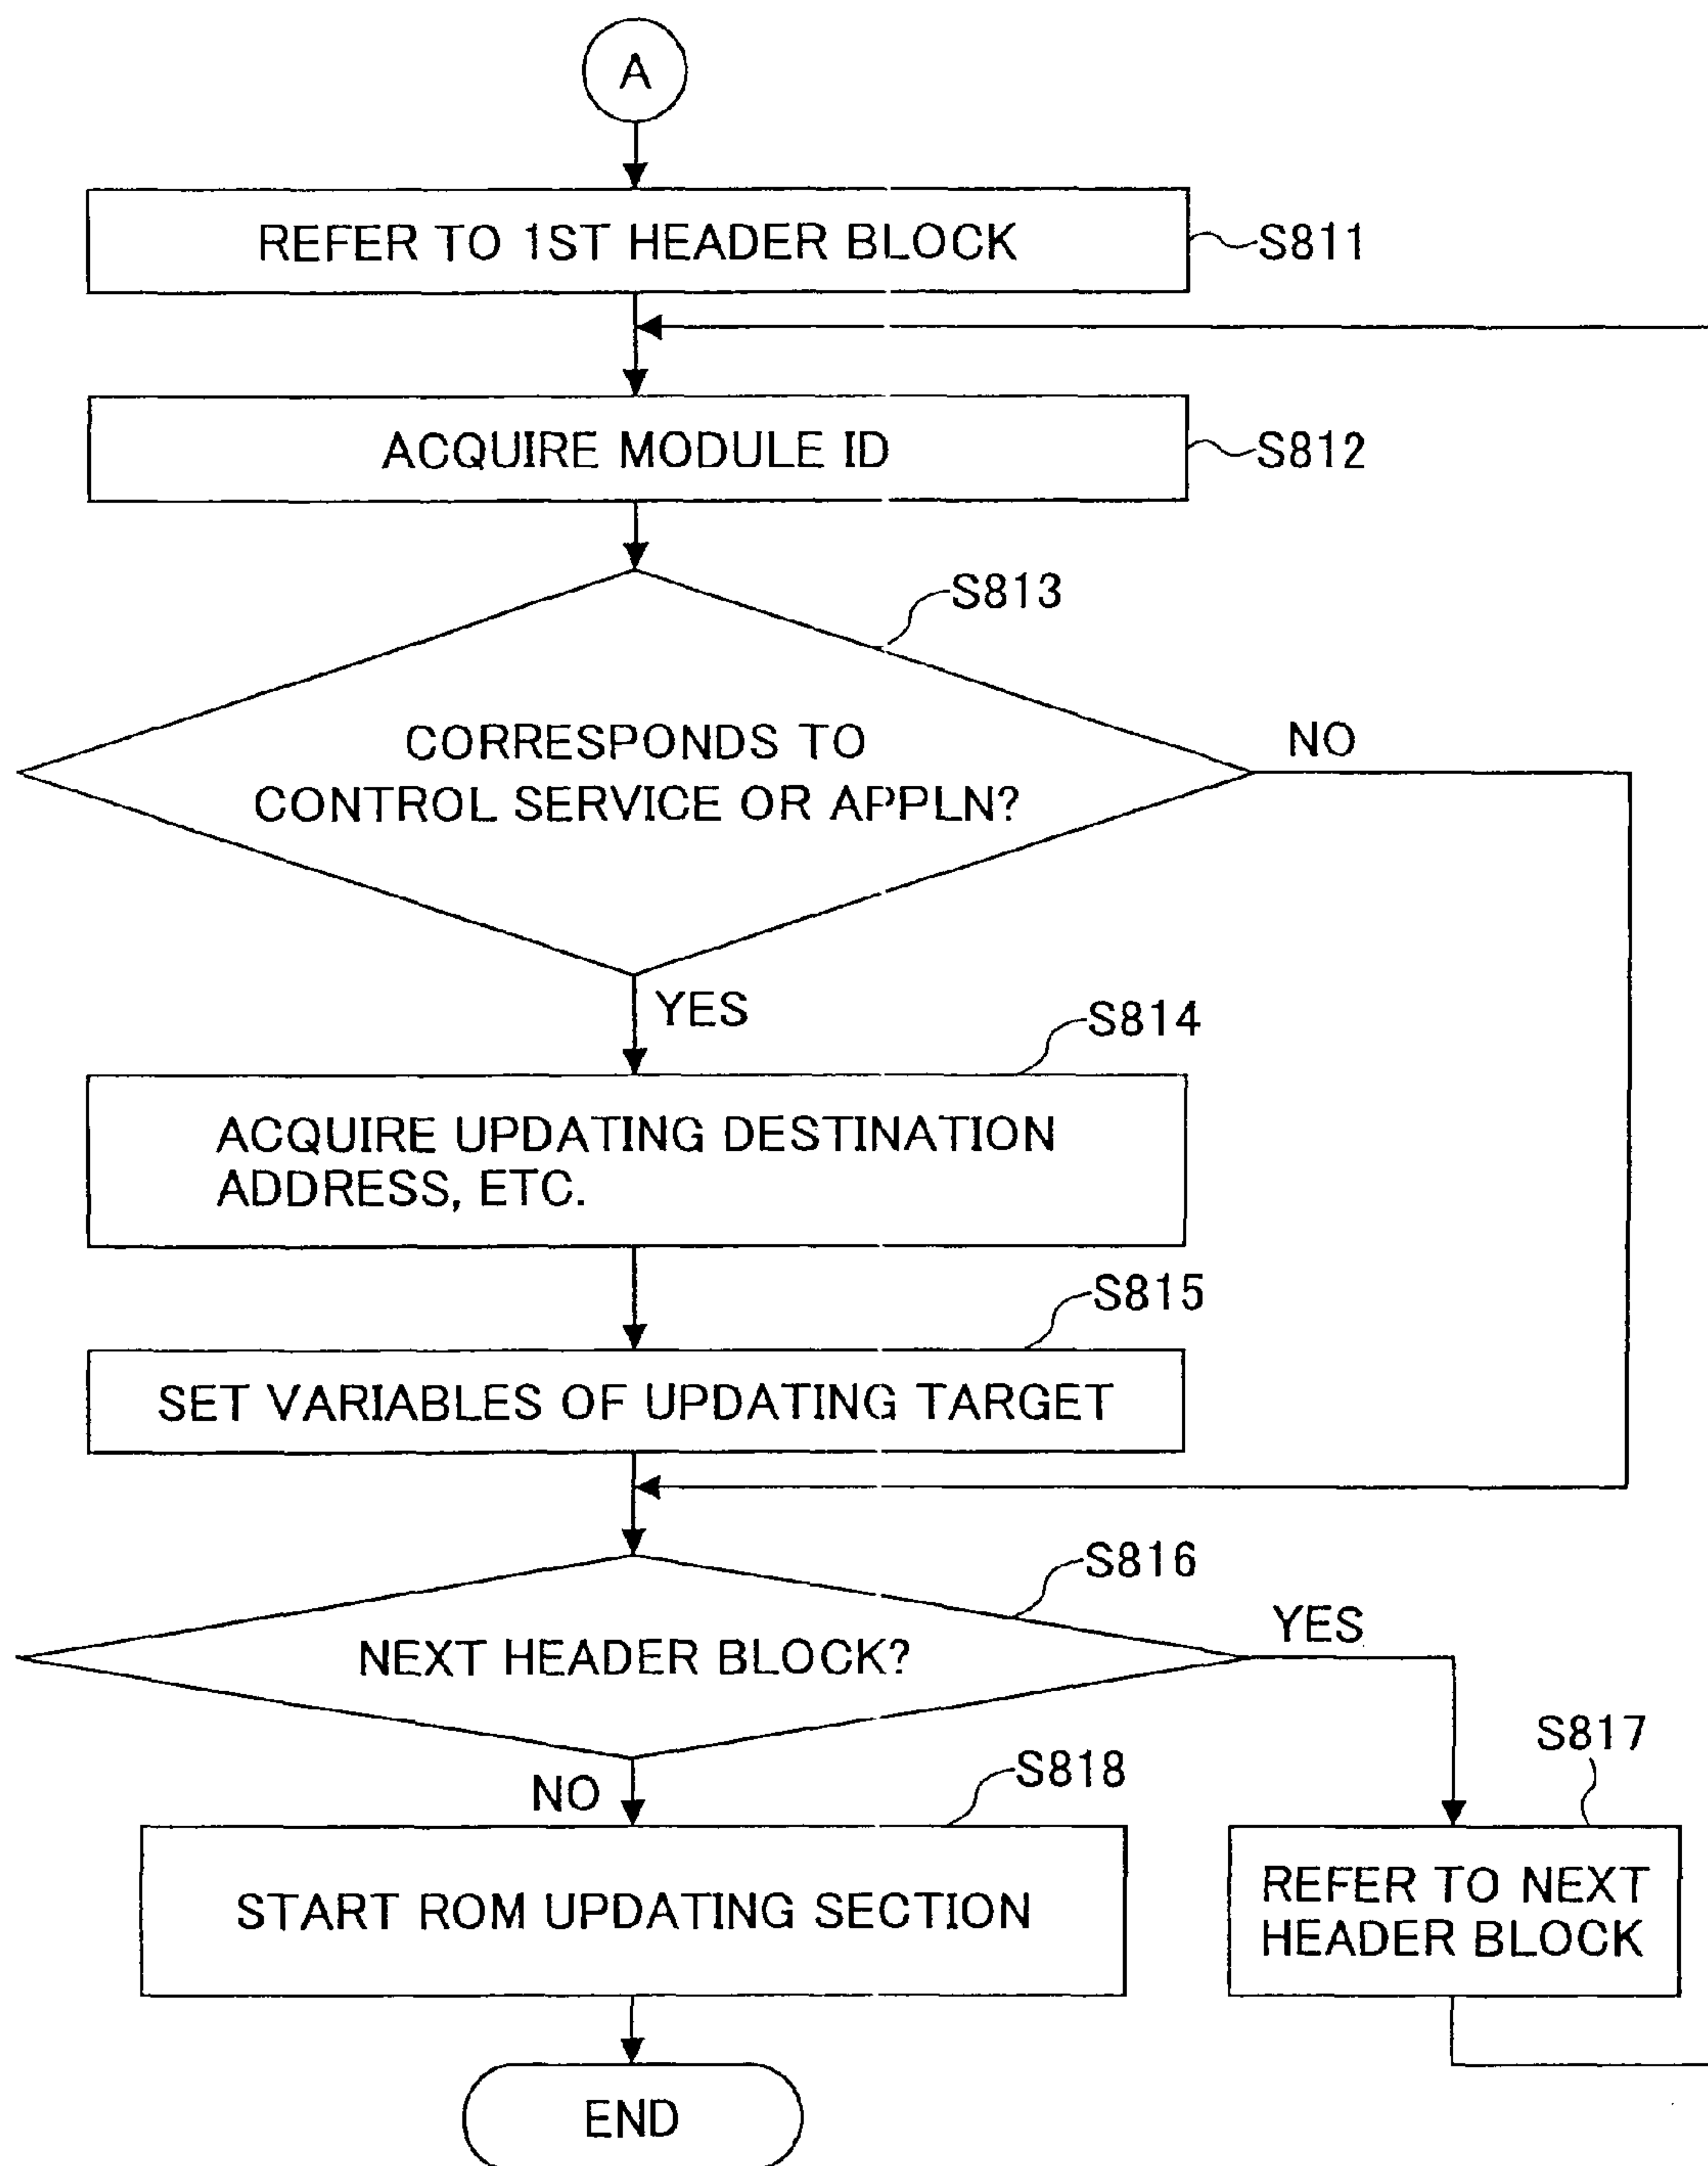 A
REFER TO 1ST HEADER BLOCK
S811
ACQUIRE MODULE ID
S812
S813
CORRESPONDS TO
CONTROL SERVICE OR APPLN?
NO
YES
S814
ACQUIRE UPDATING DESTINATION
ADDRESS, ETC.
S815
SET VARIABLES OF UPDATING TARGET
S816
NEXT HEADER BLOCK?
YES
S817
NO
S818
START ROM UPDATING SECTION
REFER TO NEXT
HEADER BLOCK
END